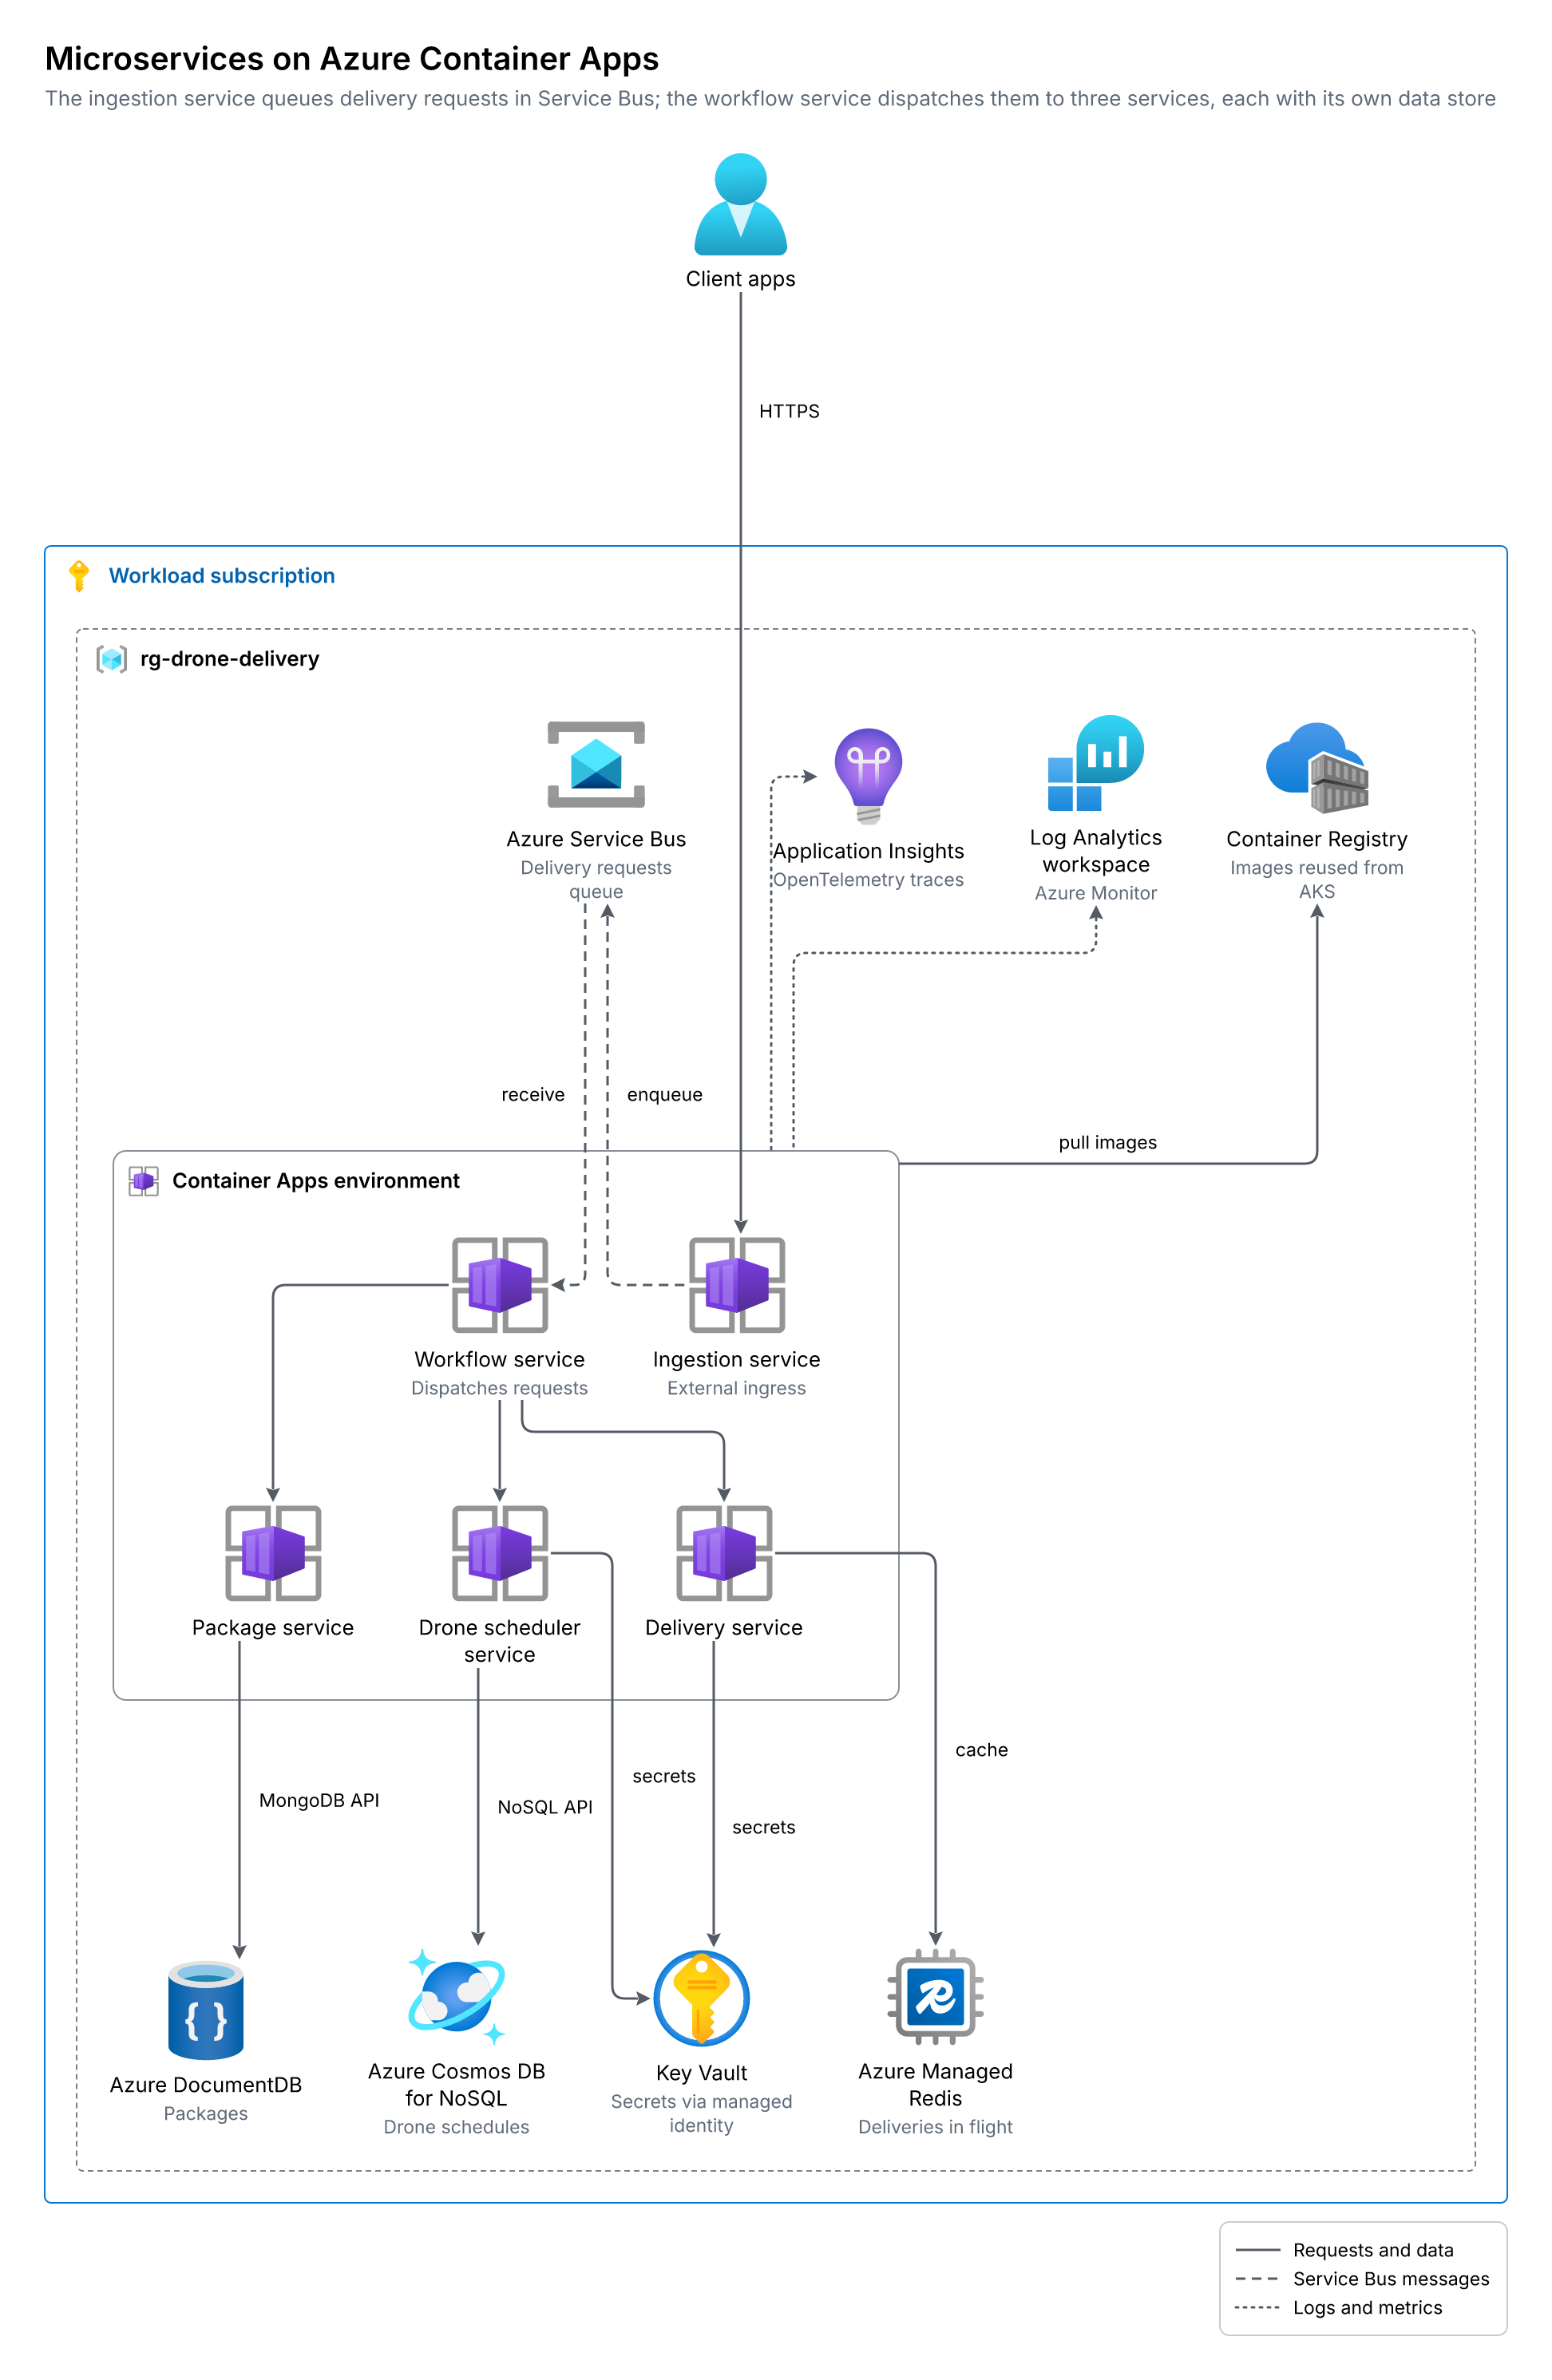 Microservices on Azure Container Apps
The ingestion service queues delivery requests in Service Bus; the workflow service dispatches them to three services, each with its own data store
Client apps
HTTPS
Workload subscription
rg-drone-delivery
Azure Service Bus
Delivery requests
queue
Application Insights
OpenTelemetry traces
Log Analytics
workspace
Azure Monitor
Container Registry
Images reused from
AKS
receive
enqueue
pull images
Container Apps environment
Workflow service
Dispatches requests
Ingestion service
External ingress
Package service
Drone scheduler
service
Delivery service
MongoDB API
NoSQL API
secrets
secrets
cache
Azure DocumentDB
Packages
Azure Cosmos DB
for NoSQL
Drone schedules
Key Vault
Secrets via managed
identity
Azure Managed
Redis
Deliveries in flight
Requests and data
Service Bus messages
Logs and metrics